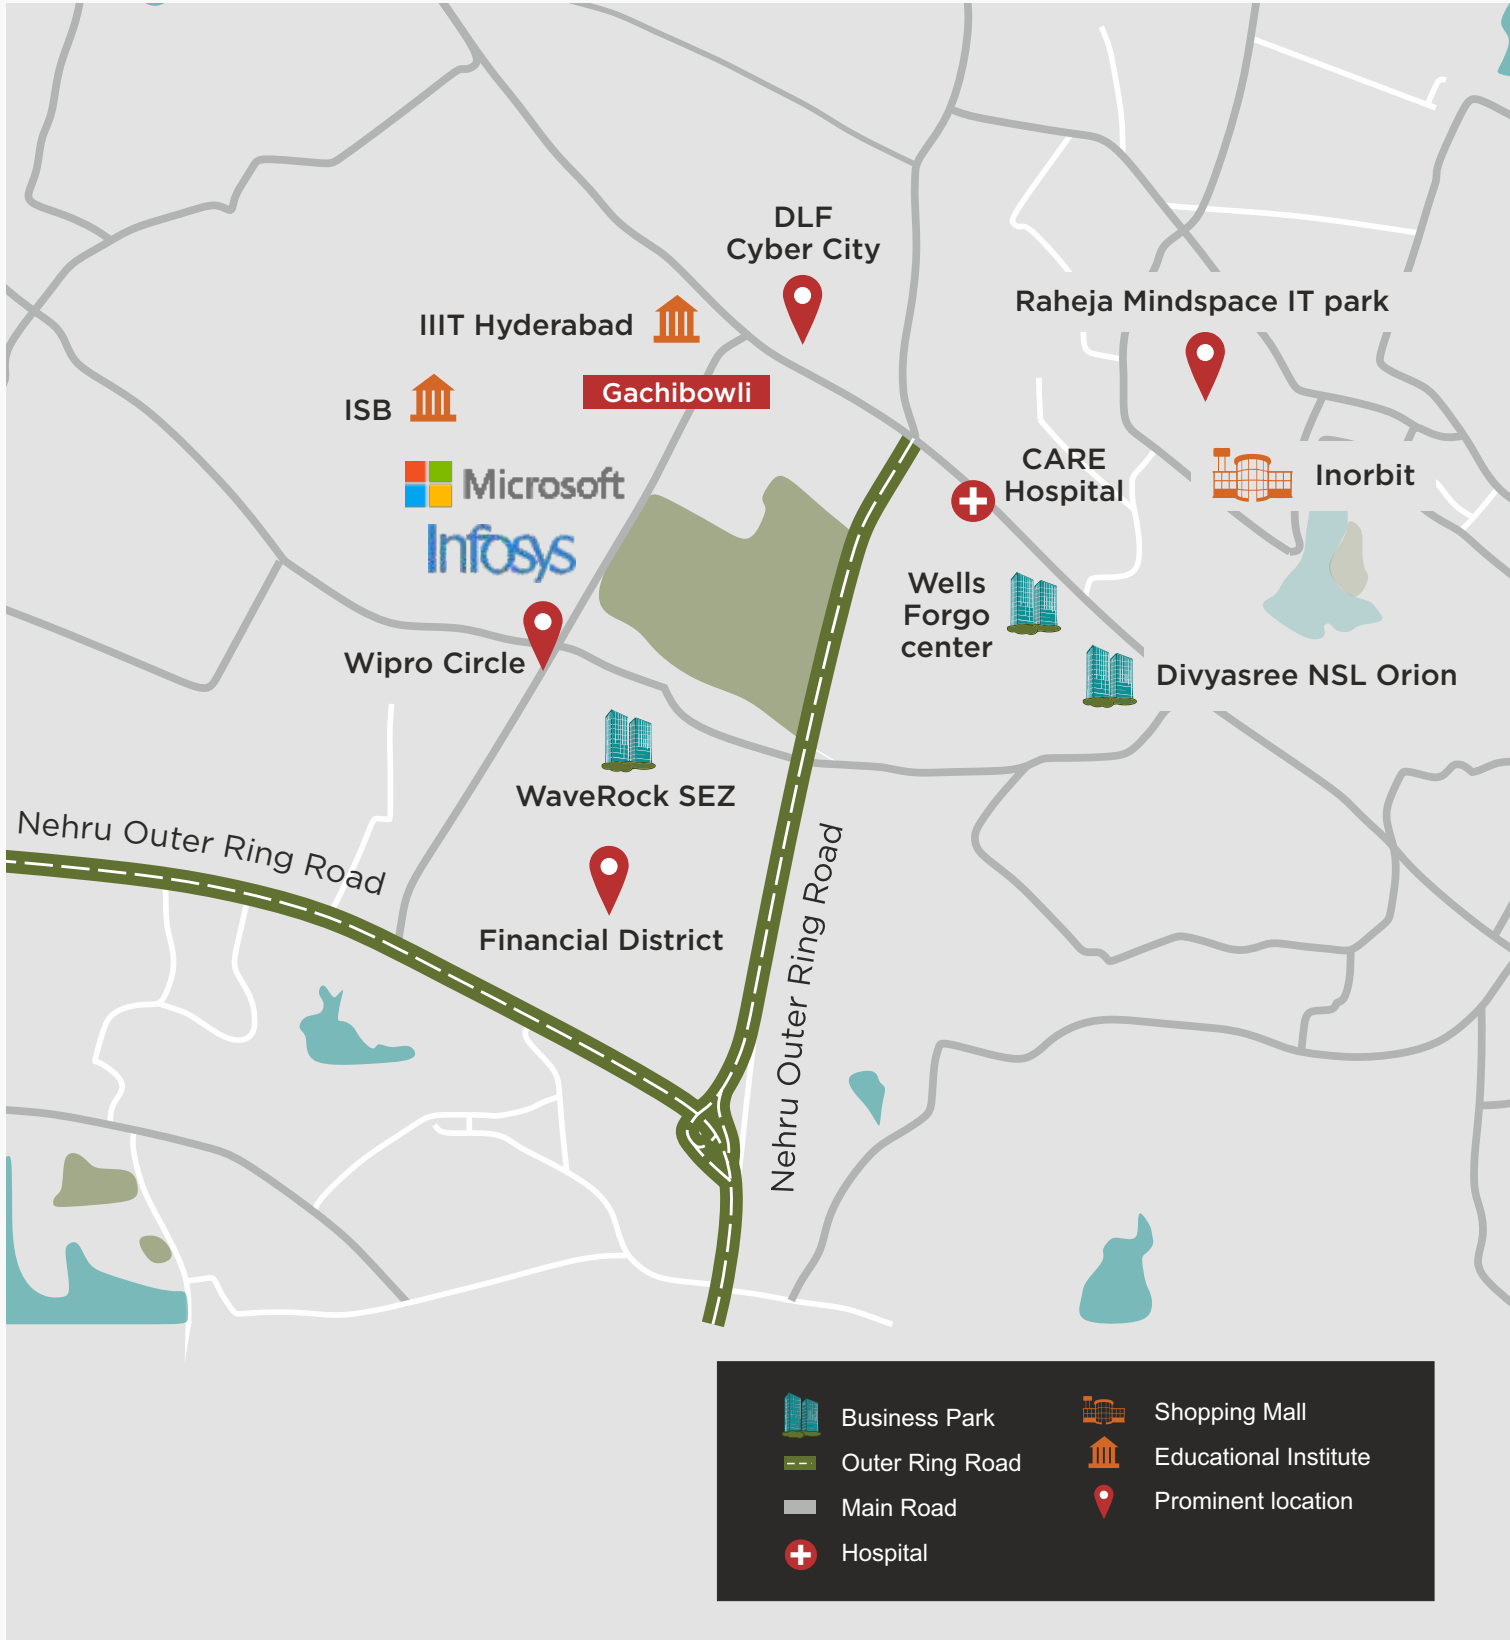 DLF
Cyber City
Raheja Mindspace IT park
IIIT Hyderabad
Gachibowli
ISB
CARE
Hospital
Inorbit
Microsoft
Infosys
Wells
Forgo
center
Wipro Circle
Divyasree NSL Orion
WaveRock SEZ
Nehru Outer Ring Road
Financial District
Nehru Outer Ring Road
Business Park
Outer Ring Road
Main Road
Hospital
Shopping Mall
Educational Institute
Prominent location